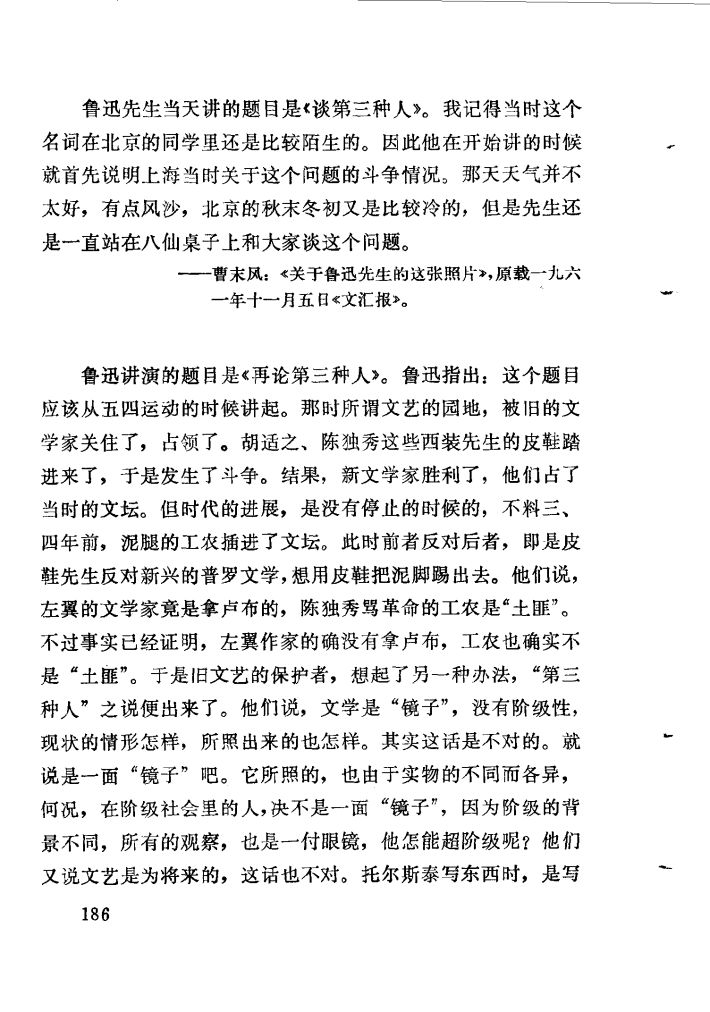 鲁迅先生当天讲的题目是《谈第三种人》。我记得当时这个
名词在北京的同学里还是比较陌生的。因此他在开始讲的时候
就首先说明上海当时关于这个问题的斗争情况。那天天气并不
太好，有点风沙，北京的秋末冬初又是比较冷的，但是先生还
是一直站在八仙桌子上和大家谈这个问题。
——曹末风：《关于鲁迅先生的这张照片》，原载一九六
一年十一月五日《文汇报》。
鲁迅讲演的题目是《再论第三种人》。鲁迅指出：这个题目
应该从五四运动的时候讲起。那时所谓文艺的园地，被旧的文
学家关住了，占领了。胡适之、陈独秀这些西装先生的皮鞋踏
进来了，于是发生了斗争。结果，新文学家胜利了，他们占了
当时的文坛。但时代的进展，是没有停止的时候的，不料三、
四年前，泥腿的工农插进了文坛。此时前者反对后者，即是皮
鞋先生反对新兴的普罗文学，想用皮鞋把泥脚踢出去。他们说，
左翼的文学家竟是拿卢布的，陈独秀骂革命的工农是“土匪”。
不过事实已经证明，左翼作家的确没有拿卢布，工农也确实不
是“土匪”。于是旧文艺的保护者，想起了另一种办法，“第三
种人”之说便出来了。他们说，文学是“镜子”，没有阶级性，
现状的情形怎样，所照出来的也怎样。其实这话是不对的。就
说是一面“镜子”吧。它所照的，也由于实物的不同而各异，
何况，在阶级社会里的人，决不是一面“镜子”，因为阶级的背
景不同，所有的观察，也是一付眼镜，他怎能超阶级呢？他们
又说文艺是为将来的，这话也不对。托尔斯泰写东西时，是写
186